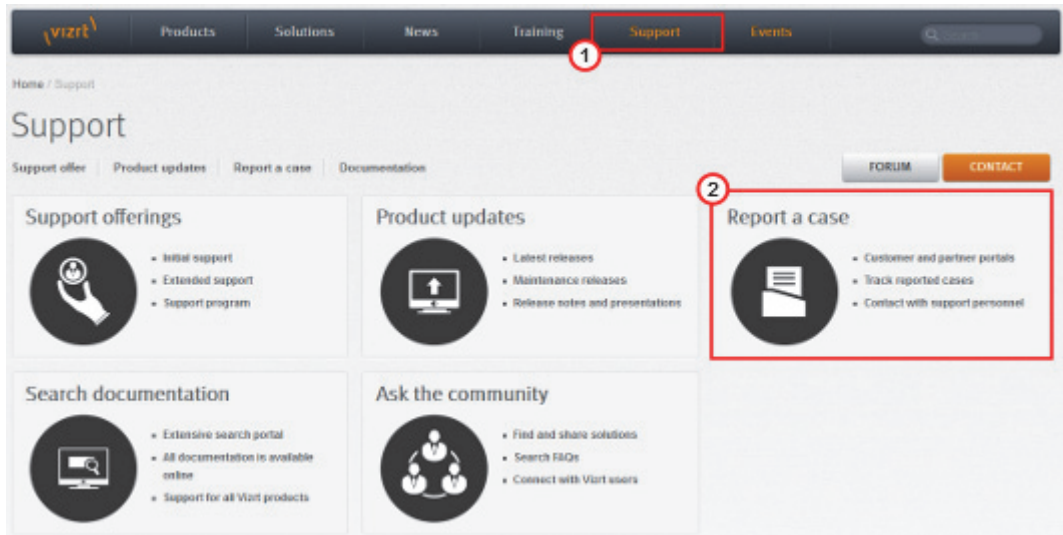 vizrt
Products
Solutions
News
Training
Support
Events
Search
1
Home / Support
Support
Support offer
Product updates
Report a case
Documentation
FORUM
CONTACT
Support offerings
Initial support
Extended support
Support program
Product updates
Latest releases
Maintenance releases
Release notes and presentations
2
Report a case
Customer and partner portals
Track reported cases
Contact with support personnel
Search documentation
Extensive search portal
All documentation is available
online
Support for all Vizrt products
Ask the community
Find and share solutions
Search FAQs
Connect with Vizrt users